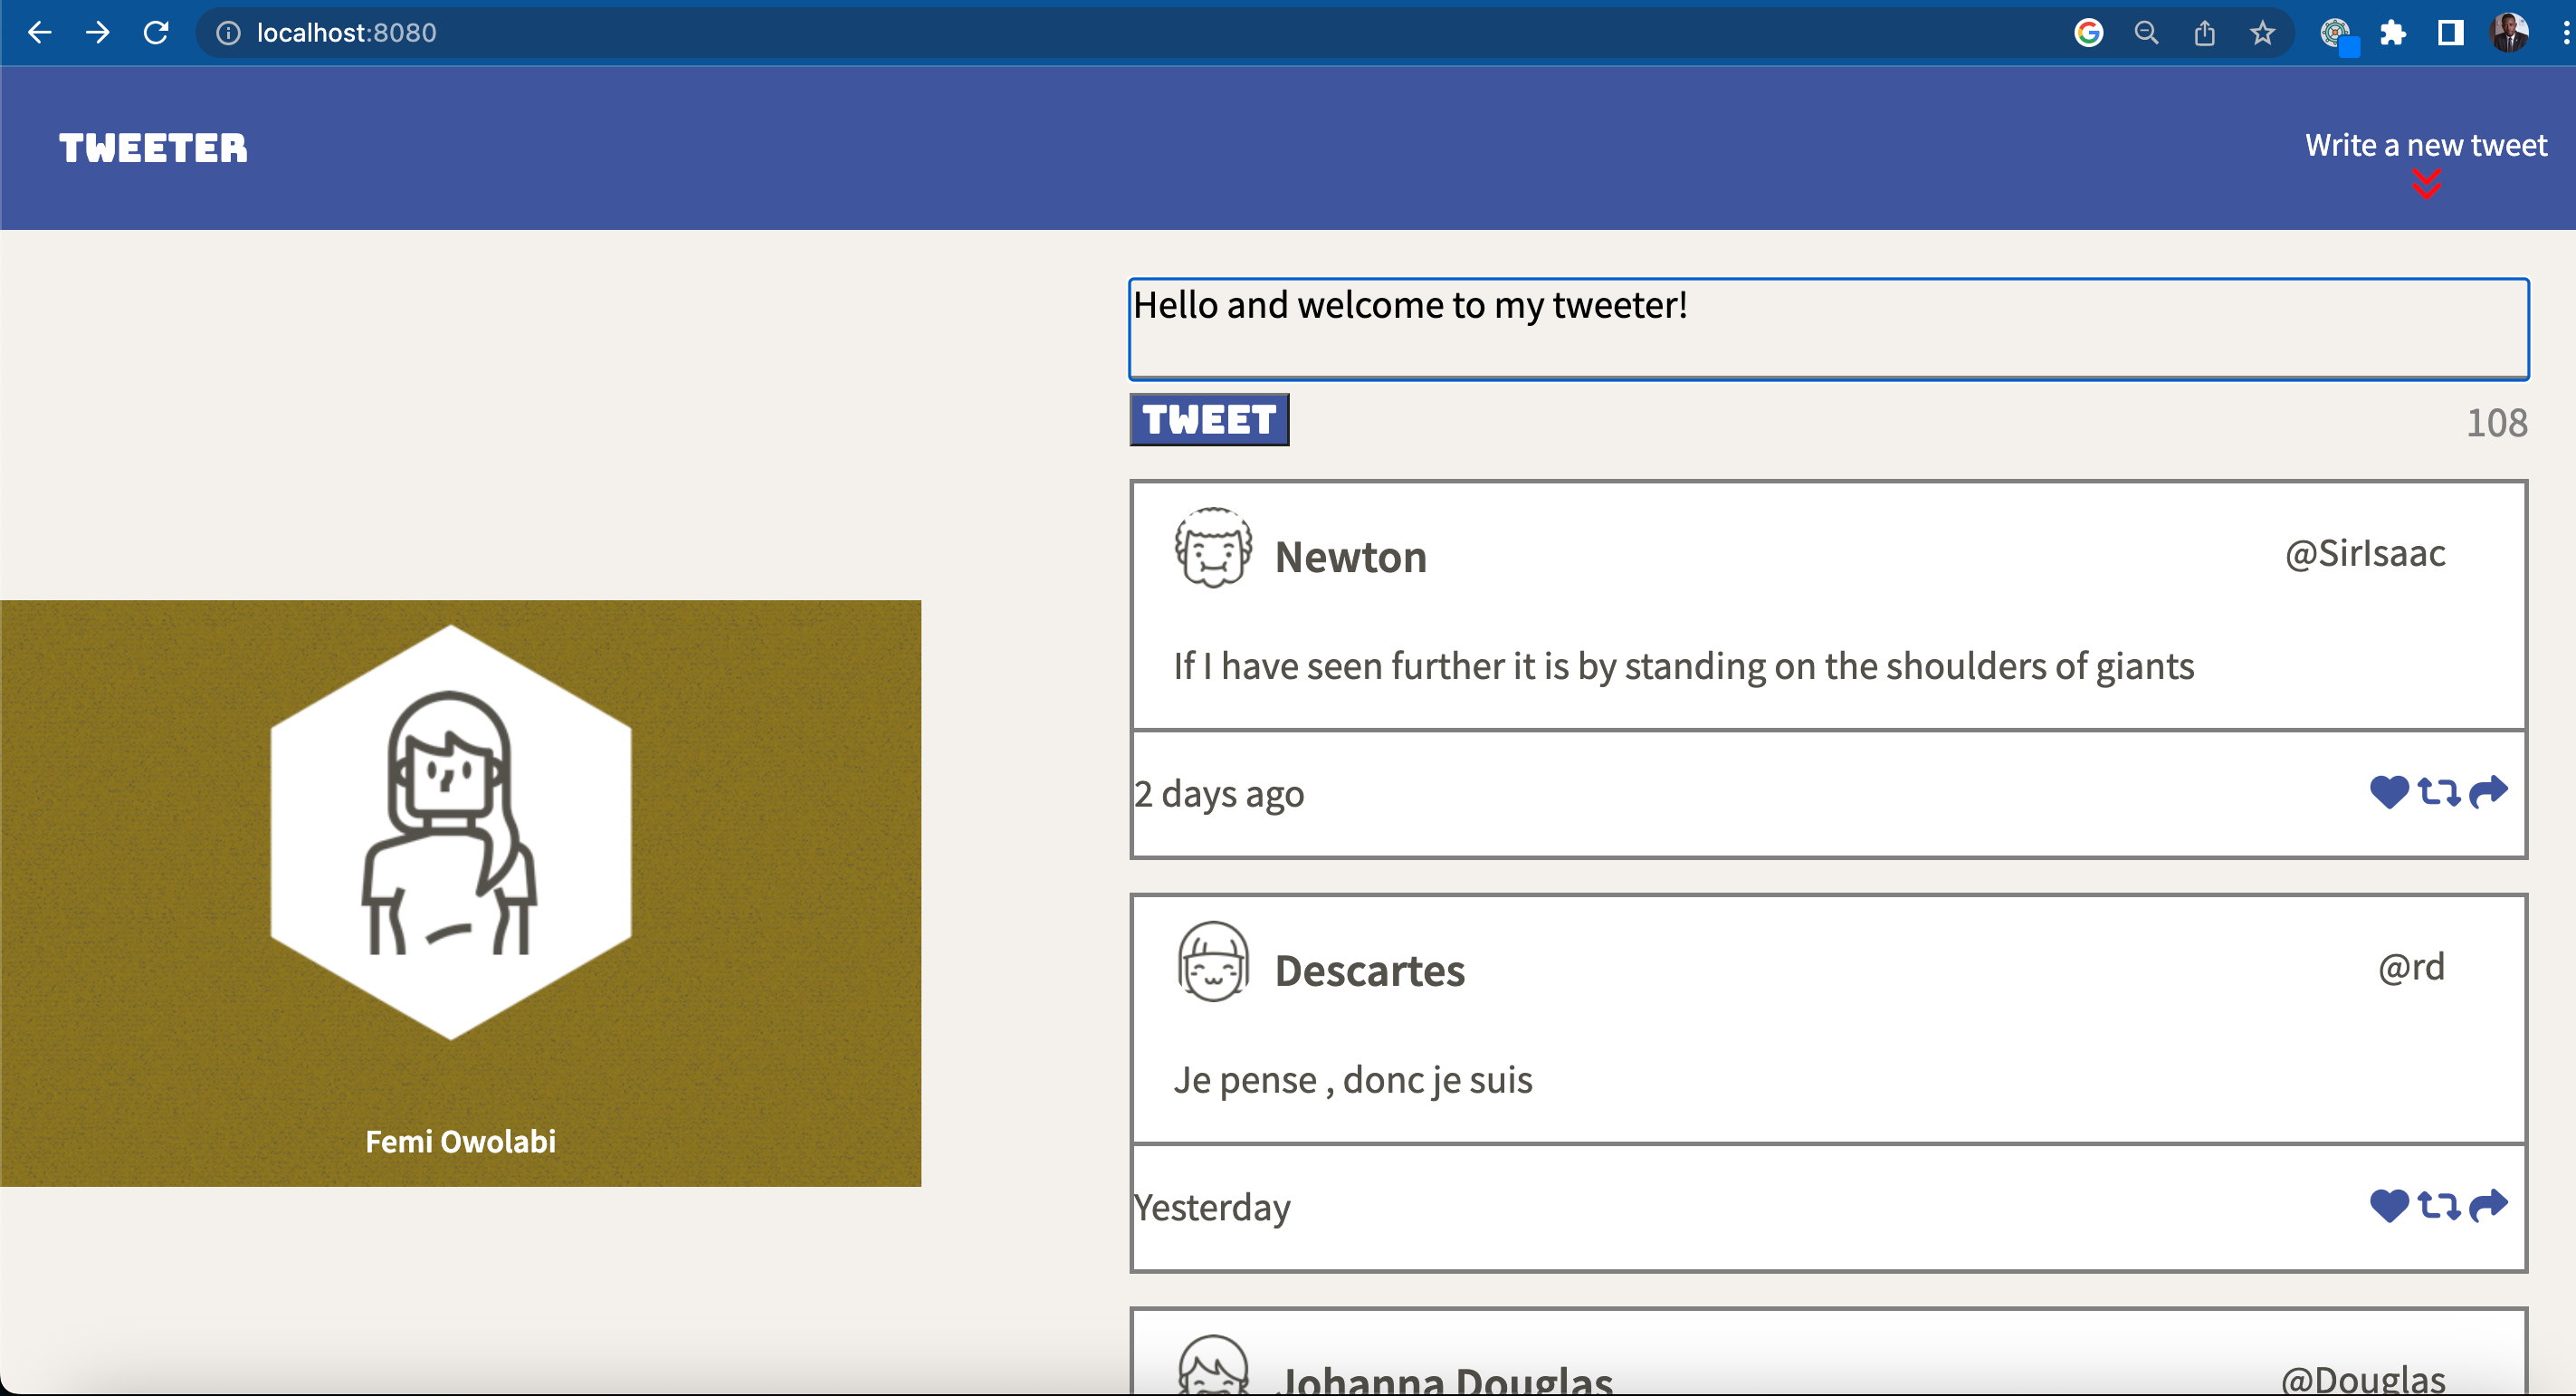 localhost:8080
TWEETER
Write a new tweet
Hello and welcome to my tweeter!
TWEET
108
Newton
@SirIsaac
If I have seen further it is by standing on the shoulders of giants
2 days ago
Descartes
@rd
Je pense , donc je suis
Yesterday
Johanna Douglas
@Douglas
Femi Owolabi